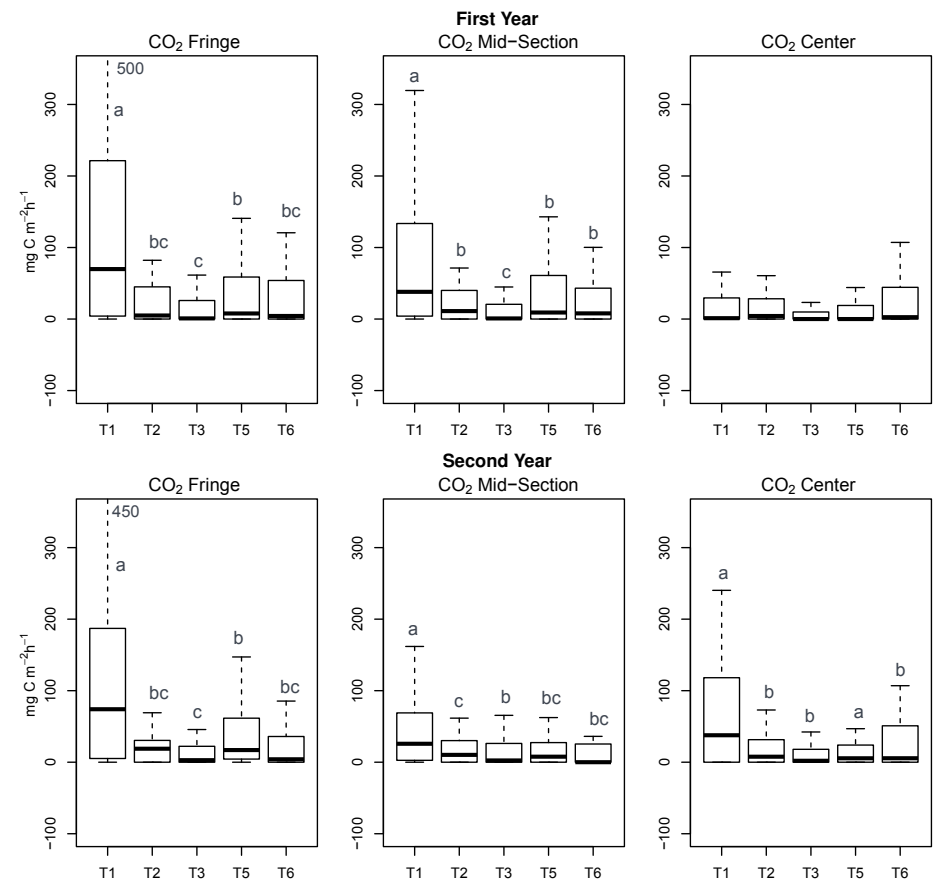 First Year
CO₂ Fringe
CO₂ Mid−Section
CO₂ Center
mg C m⁻²h⁻¹
300
200
100
0
−100
500
a
bc
c
b
bc
T1 T2 T3 T5 T6
300
200
100
0
−100
a
b
c
b
b
T1 T2 T3 T5 T6
300
200
100
0
−100
T1 T2 T3 T5 T6
Second Year
CO₂ Fringe
CO₂ Mid−Section
CO₂ Center
mg C m⁻²h⁻¹
300
200
100
0
−100
450
a
bc
c
b
bc
T1 T2 T3 T5 T6
300
200
100
0
−100
a
c
b
bc
bc
T1 T2 T3 T5 T6
300
200
100
0
−100
a
b
b
a
b
T1 T2 T3 T5 T6